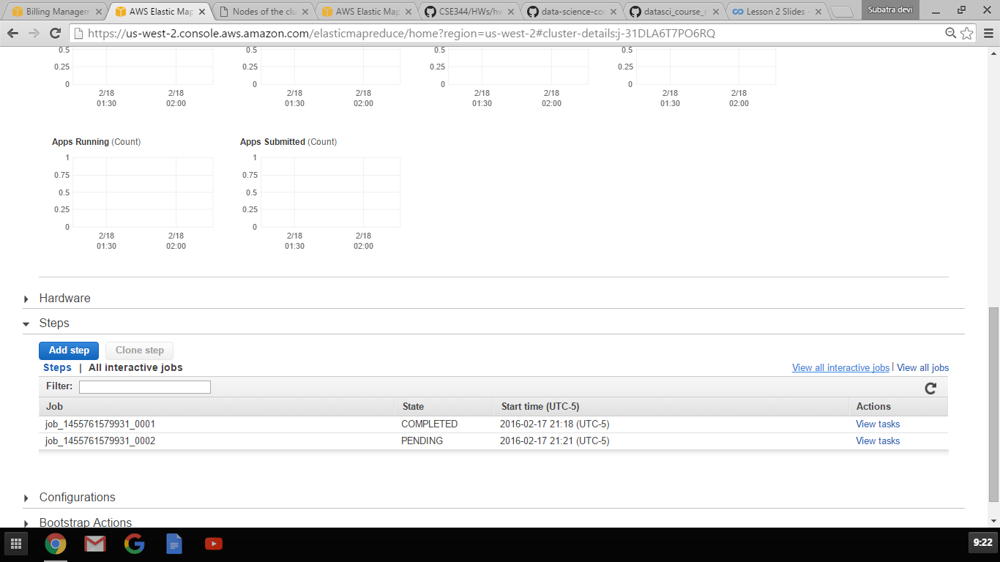 Billing Managem
AWS Elastic Map
Nodes of the clu
AWS Elastic Map
CSE344/HWs/hw
data-science-co
datasci_course_m
Lesson 2 Slides -
Subatra devi
https://us-west-2.console.aws.amazon.com/elasticmapreduce/home?region=us-west-2#cluster-details:j-31DLA6T7PO6RQ
0.5 0.5 0.5 0.5
0.25 0.25 0.25 0.25
0 0 0 0
2/18 2/18 2/18 2/18 2/18 2/18 2/18 2/18
01:30 02:00 01:30 02:00 01:30 02:00 01:30 02:00
Apps Running (Count) Apps Submitted (Count)
1 1
0.75 0.75
0.5 0.5
0.25 0.25
0 0
2/18 2/18 2/18 2/18
01:30 02:00 01:30 02:00
Hardware
Steps
Add step Clone step
Steps | All interactive jobs View all interactive jobs | View all jobs
Filter:
Job State Start time (UTC-5) Actions
job_1455761579931_0001 COMPLETED 2016-02-17 21:18 (UTC-5) View tasks
job_1455761579931_0002 PENDING 2016-02-17 21:21 (UTC-5) View tasks
Configurations
Bootstrap Actions
9:22